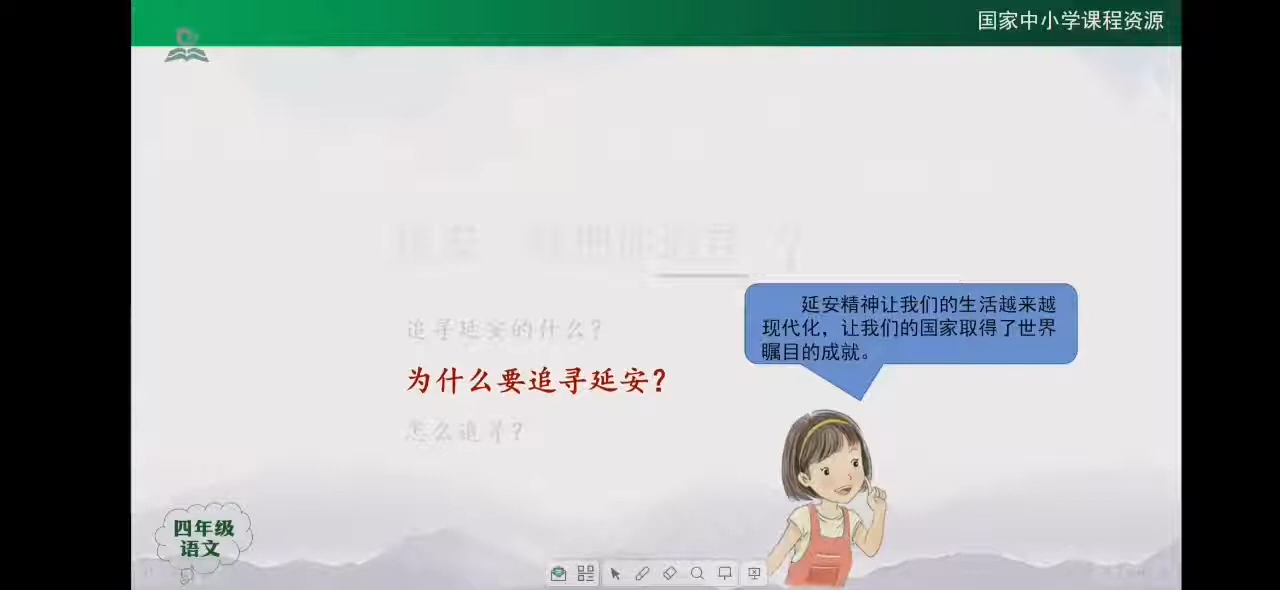 国家中小学课程资源
延安精神让我们的生活越来越
现代化，让我们的国家取得了世界
瞩目的成就。
追寻延安的什么？
为什么要追寻延安？
怎么追寻？
四年级
语文